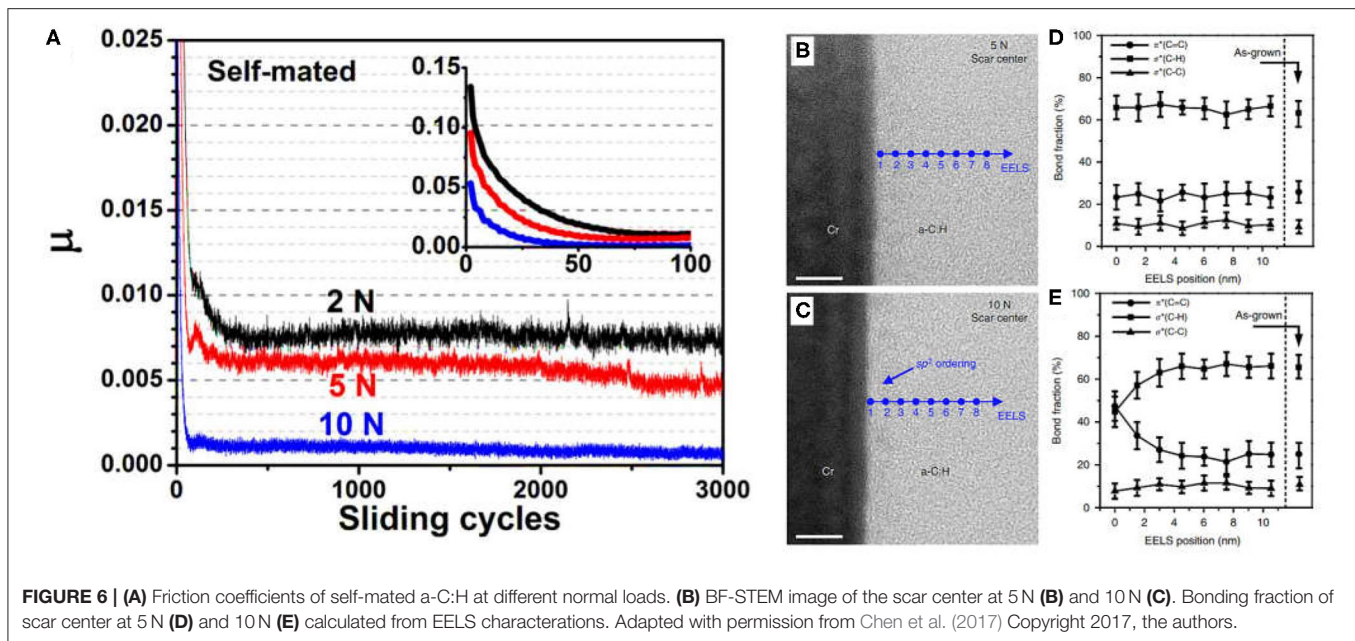 A
0.025
0.020
0.015
0.010
0.005
0.000
μ
Self-mated
0.15
0.10
0.05
0.00
0
50
100
2 N
5 N
10 N
0
1000
2000
3000
Sliding cycles
B
5 N
Scar center
1 2 3 4 5 6 7 8
EELS
Cr
a-C:H
C
10 N
Scar center
sp² ordering
1 2 3 4 5 6 7 8
EELS
Cr
a-C:H
D
100
80
60
40
20
0
Bond fraction (%)
π*(C=C)
σ*(C-H)
σ*(C-C)
As-grown
0 2 4 6 8 10
EELS position (nm)
E
100
80
60
40
20
0
Bond fraction (%)
π*(C=C)
σ*(C-H)
σ*(C-C)
As-grown
0 2 4 6 8 10
EELS position (nm)
FIGURE 6 | (A) Friction coefficients of self-mated a-C:H at different normal loads. (B) BF-STEM image of the scar center at 5 N (B) and 10 N (C). Bonding fraction of
scar center at 5 N (D) and 10 N (E) calculated from EELS characterations. Adapted with permission from Chen et al. (2017) Copyright 2017, the authors.